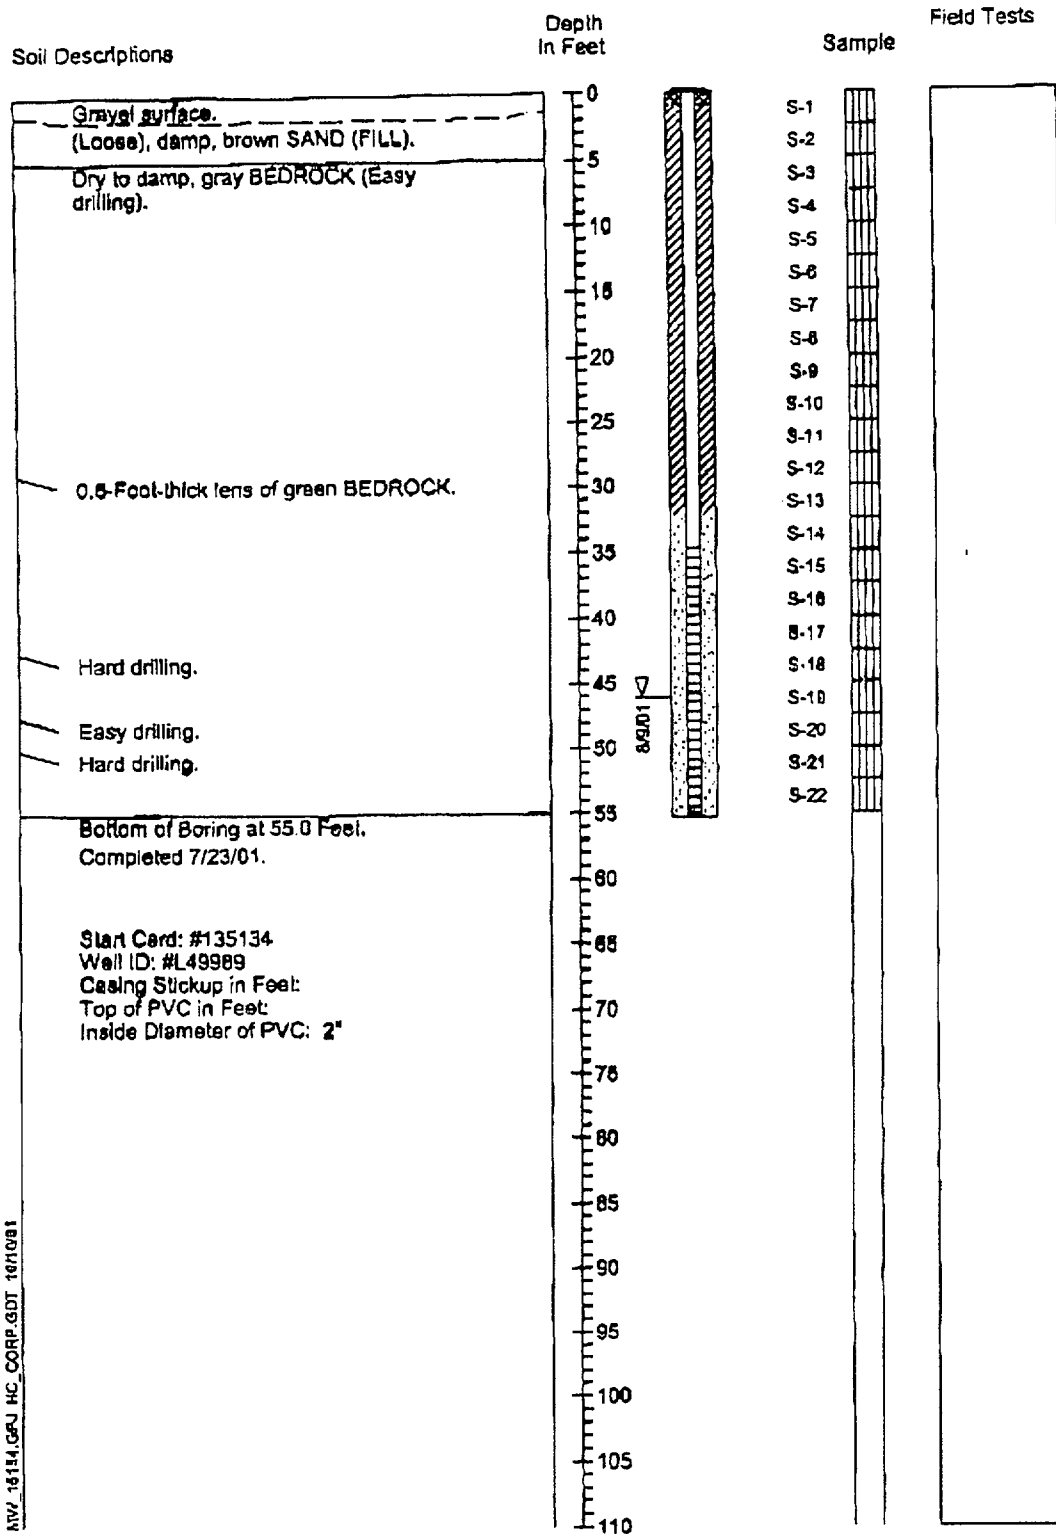 Soil Descriptions
Depth
In Feet
Sample
Field Tests
Gravel surface.
(Loose), damp, brown SAND (FILL).
Dry to damp, gray BEDROCK (Easy
drilling).
0.5-Foot-thick lens of green BEDROCK.
Hard drilling.
Easy drilling.
Hard drilling.
Bottom of Boring at 55.0 Feet.
Completed 7/23/01.
Start Card: #135134
Well ID: #L49989
Casing Stickup in Feet:
Top of PVC in Feet:
Inside Diameter of PVC: 2"
0
5
10
15
20
25
30
35
40
45
50
55
60
65
70
75
80
85
90
95
100
105
110
8/9/01
S-1
S-2
S-3
S-4
S-5
S-6
S-7
S-8
S-9
S-10
S-11
S-12
S-13
S-14
S-15
S-16
S-17
S-18
S-19
S-20
S-21
S-22
HC_CORP.GDT